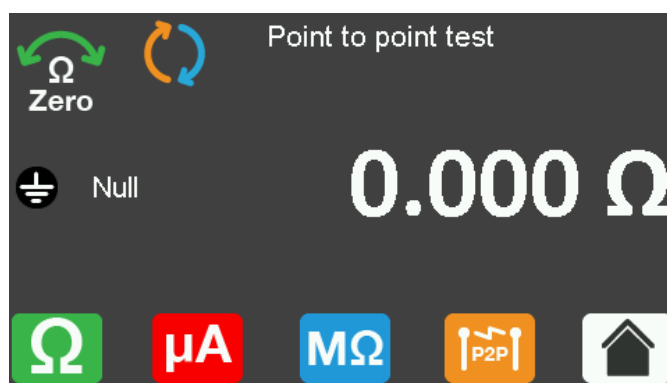 Point to point test
Ω
Zero
Null
0.000 Ω
Ω
µA
MΩ
P2P